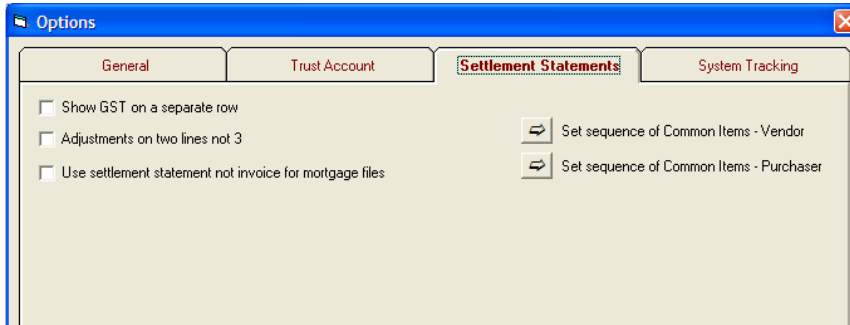 Options
General
Trust Account
Settlement Statements
System Tracking
Show GST on a separate row
Adjustments on two lines not 3
Use settlement statement not invoice for mortgage files
Set sequence of Common Items - Vendor
Set sequence of Common Items - Purchaser